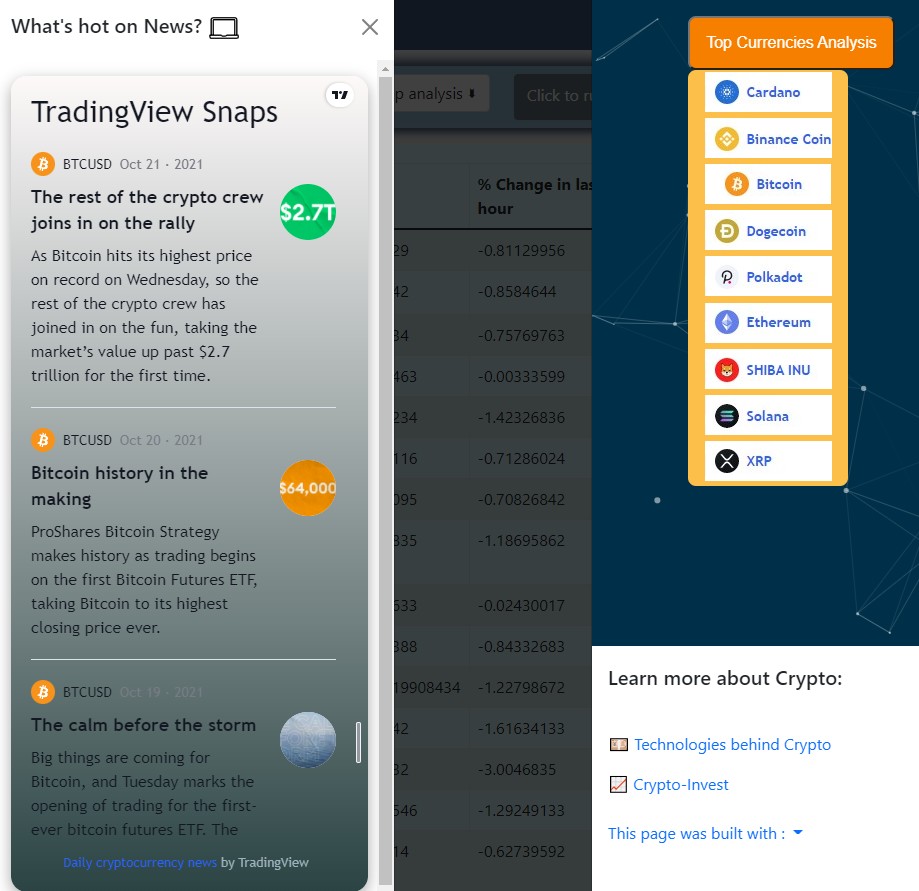 What's hot on News?
TradingView Snaps
BTCUSD Oct 21 · 2021
The rest of the crypto crew
joins in on the rally
$2.7T
As Bitcoin hits its highest price
on record on Wednesday, so the
rest of the crypto crew has
joined in on the fun, taking the
market’s value up past $2.7
trillion for the first time.
BTCUSD Oct 20 · 2021
Bitcoin history in the
making
$64,000
ProShares Bitcoin Strategy
makes history as trading begins
on the first Bitcoin Futures ETF,
taking Bitcoin to its highest
closing price ever.
BTCUSD Oct 19 · 2021
The calm before the storm
Big things are coming for
Bitcoin, and Tuesday marks the
opening of trading for the first-
ever bitcoin futures ETF. The
Daily cryptocurrency news by TradingView
p analysis
Click to ru
% Change in las
hour
29 -0.81129956
42 -0.8584644
34 -0.75769763
463 -0.00333599
234 -1.42326836
116 -0.71286024
095 -0.70826842
335 -1.18695862
533 -0.02430017
388 -0.84332683
19908434 -1.22798672
42 -1.61634133
32 -3.0046835
546 -1.29249133
14 -0.62739592
Top Currencies Analysis
Cardano
Binance Coin
Bitcoin
Dogecoin
Polkadot
Ethereum
SHIBA INU
Solana
XRP
Learn more about Crypto:
Technologies behind Crypto
Crypto-Invest
This page was built with :